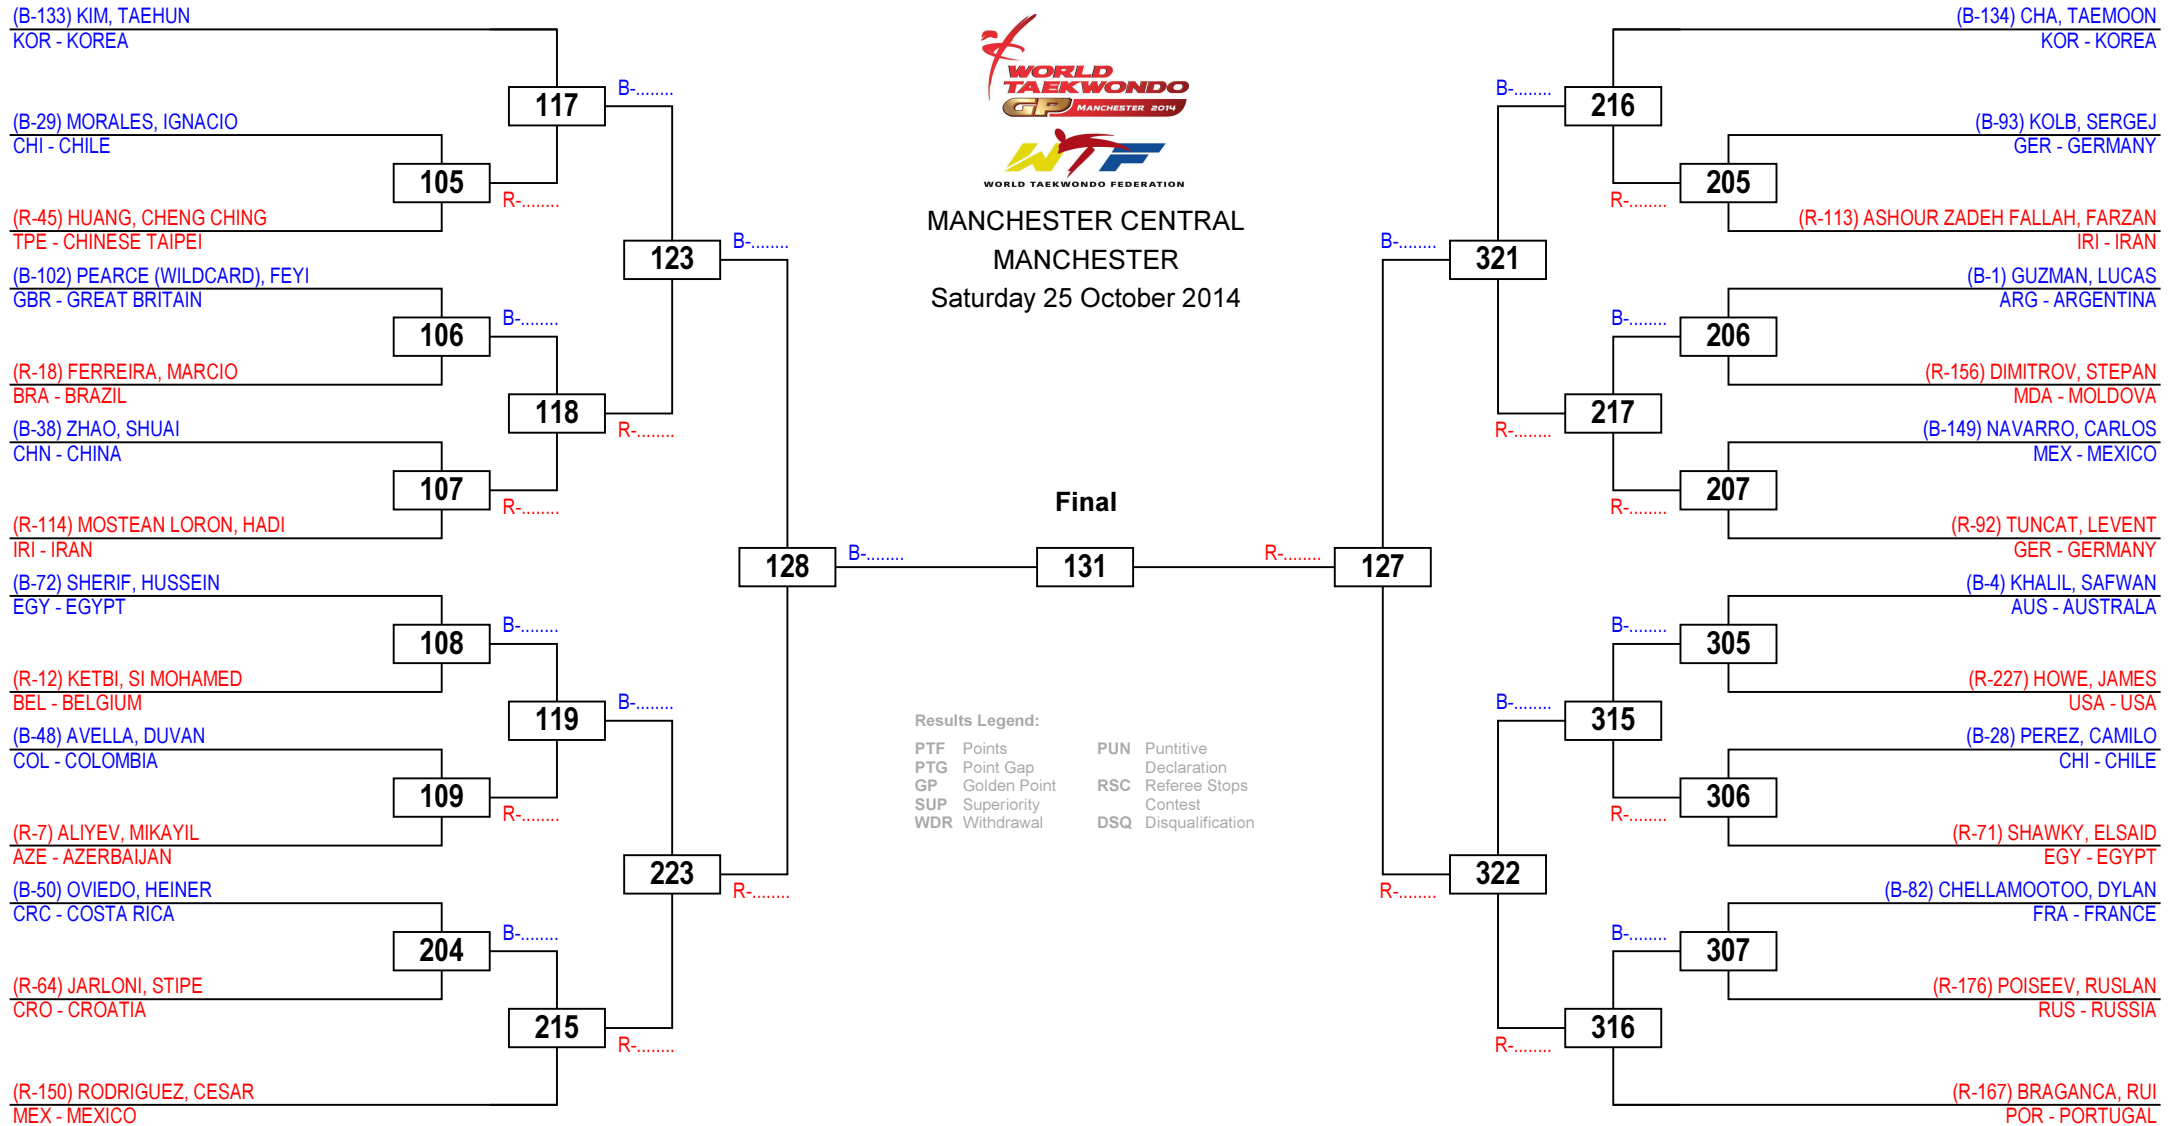 (B-133) KIM, TAEHUN
KOR - KOREA
117
B-........
(B-29) MORALES, IGNACIO
CHI - CHILE
105
R-........
(R-45) HUANG, CHENG CHING
TPE - CHINESE TAIPEI
123
B-........
(B-102) PEARCE (WILDCARD), FEYI
GBR - GREAT BRITAIN
106
B-........
(R-18) FERREIRA, MARCIO
BRA - BRAZIL
118
R-........
(B-38) ZHAO, SHUAI
CHN - CHINA
107
R-........
(R-114) MOSTEAN LORON, HADI
IRI - IRAN
128
B-........
(B-72) SHERIF, HUSSEIN
EGY - EGYPT
108
B-........
(R-12) KETBI, SI MOHAMED
BEL - BELGIUM
119
B-........
(B-48) AVELLA, DUVAN
COL - COLOMBIA
109
R-........
(R-7) ALIYEV, MIKAYIL
AZE - AZERBAIJAN
223
R-........
(B-50) OVIEDO, HEINER
CRC - COSTA RICA
204
B-........
(R-64) JARLONI, STIPE
CRO - CROATIA
215
R-........
(R-150) RODRIGUEZ, CESAR
MEX - MEXICO
WORLD
TAEKWONDO
GP MANCHESTER 2014
WTF
WORLD TAEKWONDO FEDERATION
MANCHESTER CENTRAL
MANCHESTER
Saturday 25 October 2014
Final
131
Results Legend:
PTF Points
PTG Point Gap
GP Golden Point
SUP Superiority
WDR Withdrawal
PUN Puntitive
Declaration
RSC Referee Stops
Contest
DSQ Disqualification
(B-134) CHA, TAEMOON
KOR - KOREA
B-........
216
(B-93) KOLB, SERGEJ
GER - GERMANY
205
R-........
(R-113) ASHOUR ZADEH FALLAH, FARZAN
IRI - IRAN
B-........
321
(B-1) GUZMAN, LUCAS
ARG - ARGENTINA
B-........
206
(R-156) DIMITROV, STEPAN
MDA - MOLDOVA
217
R-........
(B-149) NAVARRO, CARLOS
MEX - MEXICO
207
R-........
(R-92) TUNCAT, LEVENT
GER - GERMANY
R-........
127
(B-4) KHALIL, SAFWAN
AUS - AUSTRALA
B-........
305
(R-227) HOWE, JAMES
USA - USA
B-........
315
(B-28) PEREZ, CAMILO
CHI - CHILE
306
R-........
(R-71) SHAWKY, ELSAID
EGY - EGYPT
322
R-........
(B-82) CHELLAMOOTOO, DYLAN
FRA - FRANCE
B-........
307
(R-176) POISEEV, RUSLAN
RUS - RUSSIA
316
R-........
(R-167) BRAGANCA, RUI
POR - PORTUGAL